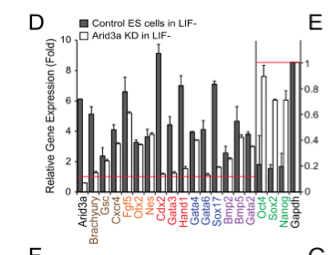 D
Control ES cells in LIF-
Arid3a KD in LIF-
E
Relative Gene Expression (Fold)
10
8
6
4
2
0
1
0.8
0.6
0.4
0.2
0
Arid3a
Brachyury
Gsc
Cxcr4
Fgf5
Otx2
Nes
Cdx2
Gata3
Hand1
Gata4
Gata6
Sox17
Bmp2
Bmp5
Gata2
Oct4
Sox2
Nanog
Gapdh